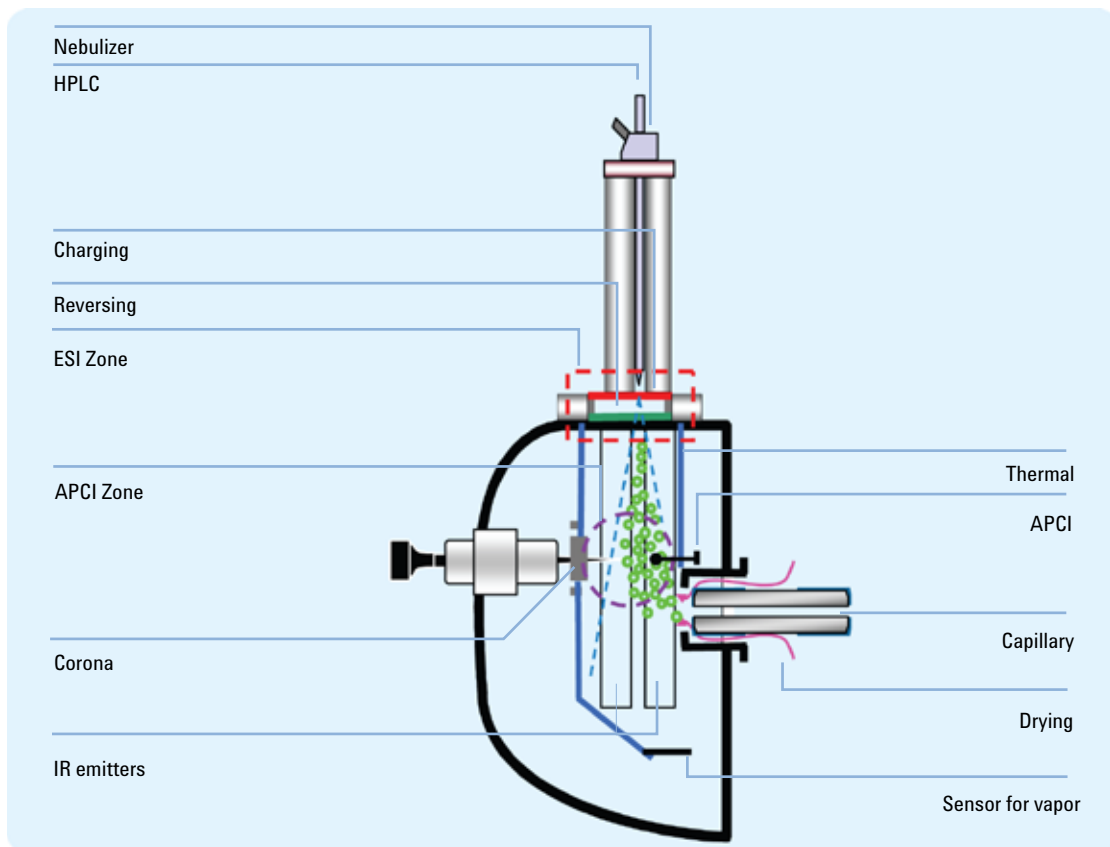 Nebulizer
HPLC
Charging
Reversing
ESI Zone
APCI Zone
Thermal
APCI
Capillary
Corona
Drying
IR emitters
Sensor for vapor